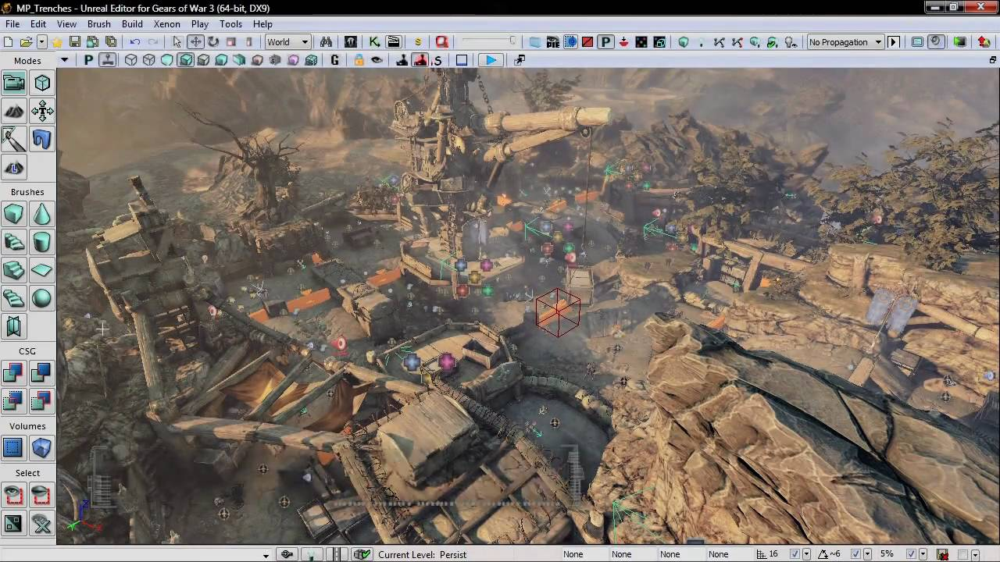 MP_Trenches - Unreal Editor for Gears of War 3 (64-bit, DX9)
File Edit View Brush Build Xenon Play Tools Help
World
No Propagation
Modes
P
G
S
Brushes
CSG
Volumes
Select
Current Level: Persist
None None None None 16 ~6 5%